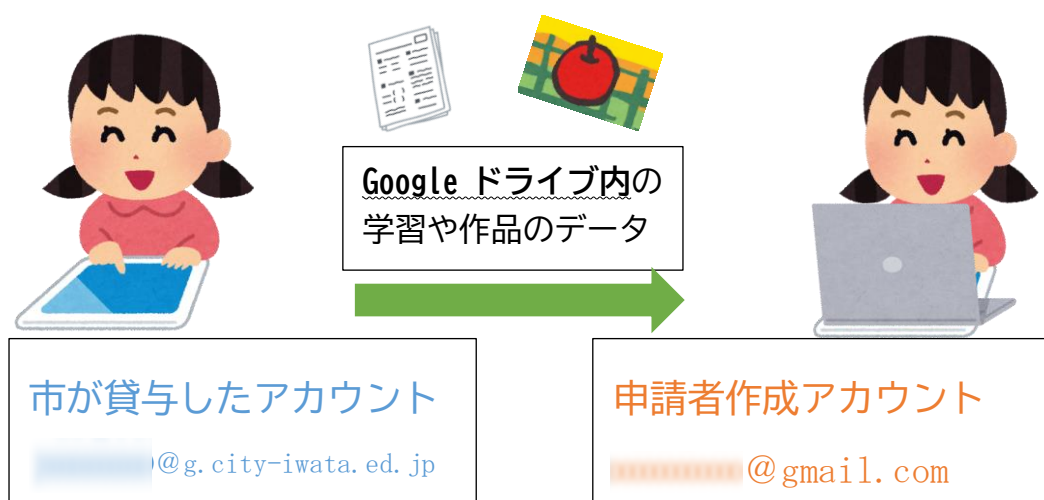 Google ドライブ内の
学習や作品のデータ
市が貸与したアカウント
@g.city-iwata.ed.jp
申請者作成アカウント
@gmail.com